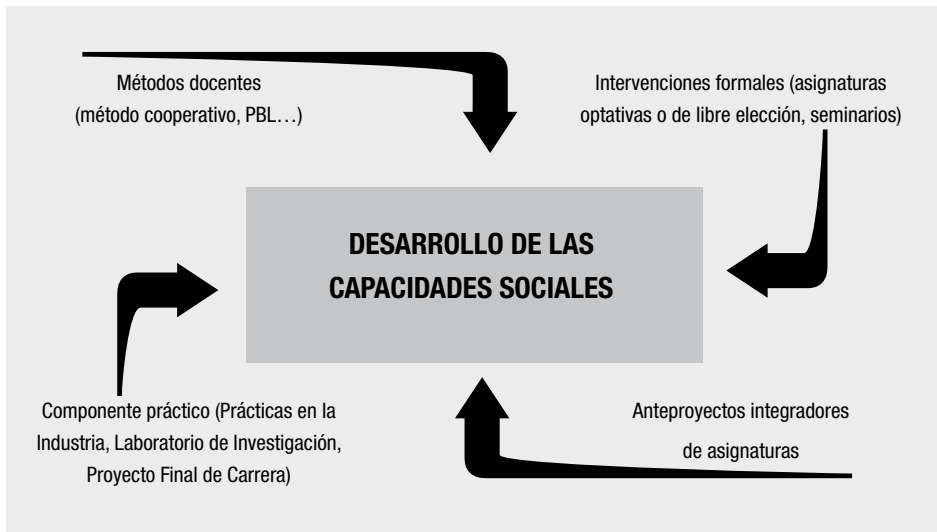 Métodos docentes
(método cooperativo, PBL…)
Intervenciones formales (asignaturas
optativas o de libre elección, seminarios)
DESARROLLO DE LAS
CAPACIDADES SOCIALES
Componente práctico (Prácticas en la
Industria, Laboratorio de Investigación,
Proyecto Final de Carrera)
Anteproyectos integradores
de asignaturas